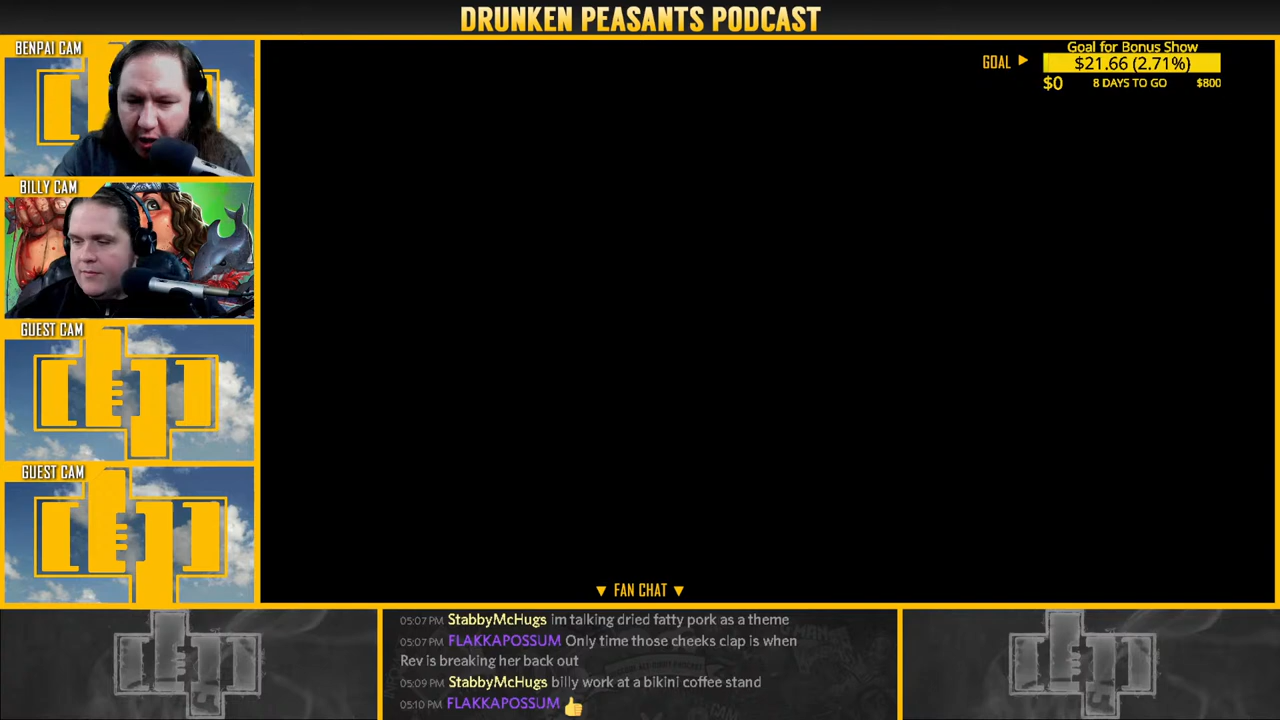 DRUNKEN PEASANTS PODCAST
BENPAI CAM
GOAL ▶
Goal for Bonus Show
$21.66 (2.71%)
$0 8 DAYS TO GO $800
BILLY CAM
GUEST CAM
GUEST CAM
▼ FAN CHAT ▼
05:07 PM StabbyMcHugs im talking dried fatty pork as a theme
05:07 PM FLAKKAPOSSUM Only time those cheeks clap is when
Rev is breaking her back out
05:09 PM StabbyMcHugs billy work at a bikini coffee stand
05:10 PM FLAKKAPOSSUM 👍